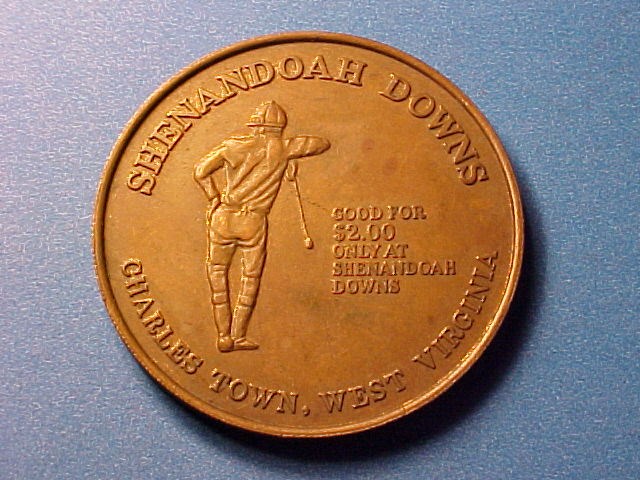 SHENANDOAH DOWNS
GOOD FOR
$2.00
ONLY AT
SHENANDOAH
DOWNS
CHARLES TOWN, WEST VIRGINIA